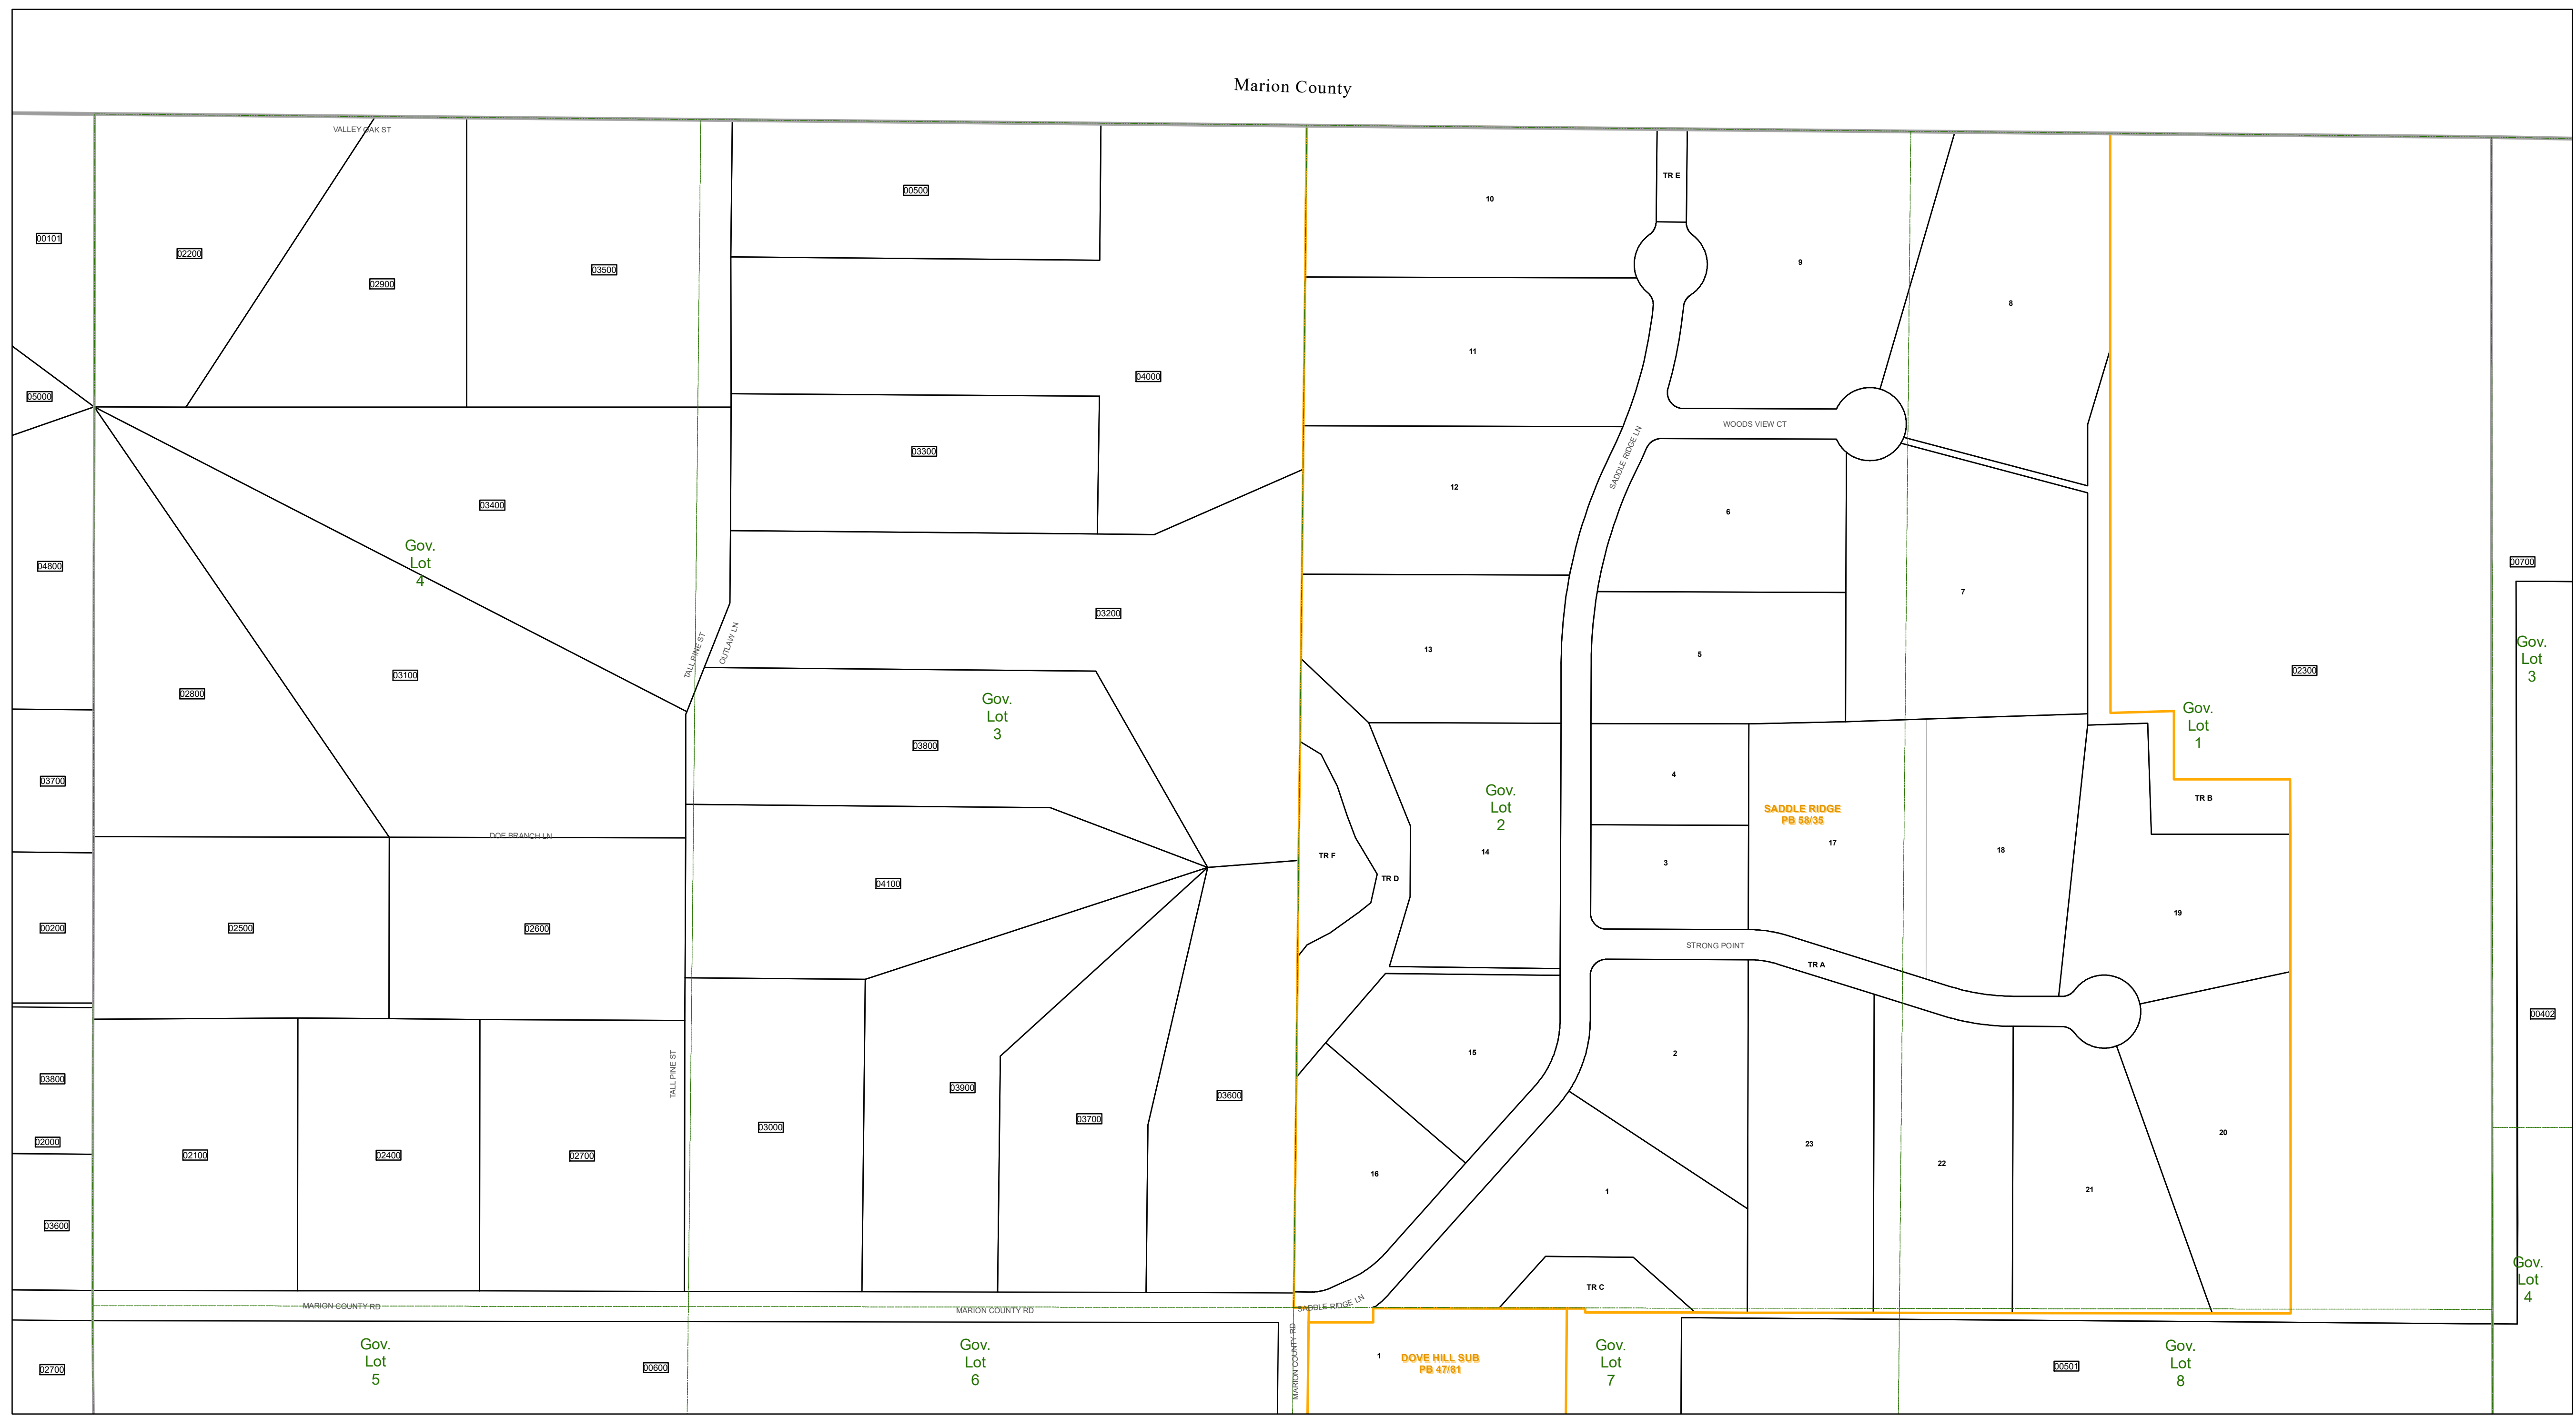 Marion County
VALLEY OAK ST
00500
TR E
10
00101
02200
02900
03500
9
8
11
04000
05000
03300
WOODS VIEW CT
SADDLE RIDGE LN
12
6
03400
Gov.
Lot
4
04800
00700
7
03200
TALL PINE ST
OUTLAW LN
13
5
Gov.
Lot
3
02300
03100
02800
Gov.
Lot
3
Gov.
Lot
1
03800
03700
4
Gov.
Lot
2
SADDLE RIDGE
PB 58/35
TR B
DOE BRANCH LN
17
18
14
TR F
3
TR D
04100
19
00200
02500
02600
STRONG POINT
TR A
00402
15
2
TALL PINE ST
03800
03900
03600
03700
03000
20
02000
23
02100
02400
02700
22
16
21
1
03600
Gov.
Lot
4
TR C
MARION COUNTY RD
MARION COUNTY RD
SADDLE RIDGE LN
MARION COUNTY RD
02700
Gov.
Lot
5
00600
Gov.
Lot
6
1
DOVE HILL SUB
PB 47/81
Gov.
Lot
7
00501
Gov.
Lot
8